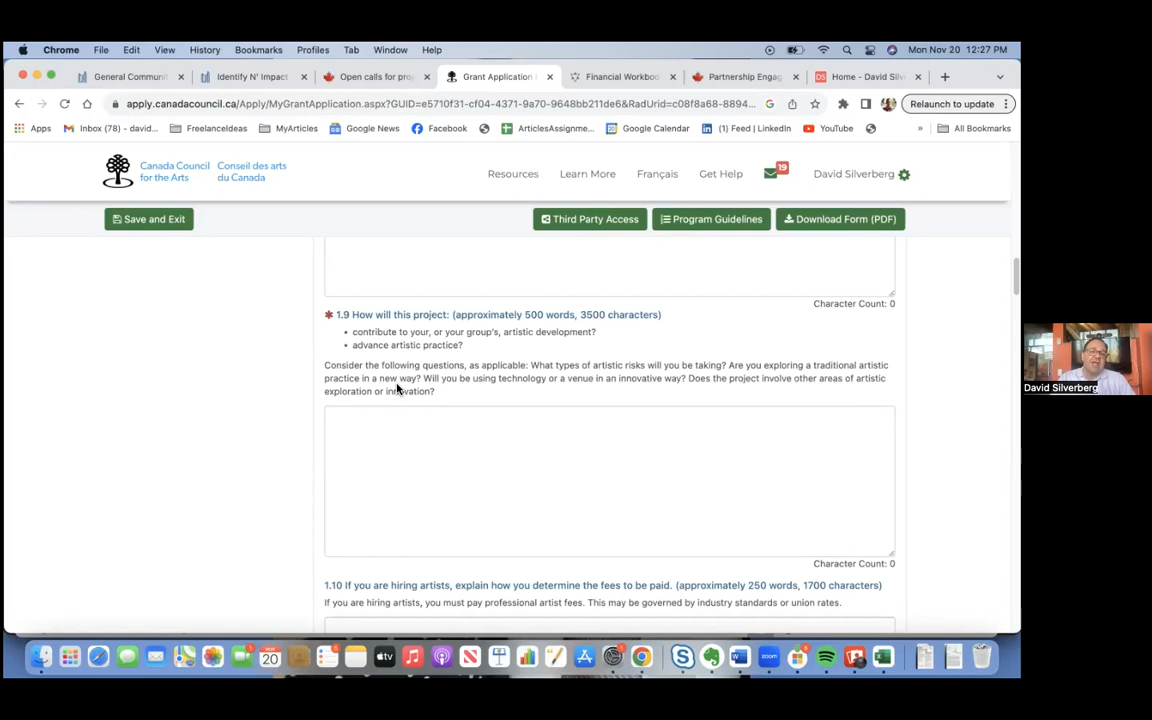 Chrome File Edit View History Bookmarks Profiles Tab Window Help Mon Nov 20 12:27 PM
General Commun Identify N' Impact Open calls for pro Grant Application Financial Workboo Partnership Engag Home - David Silve
apply.canadacouncil.ca/Apply/MyGrantApplication.aspx?GUID=e5710f31-cf04-4371-9a70-9648bb211de6&RadUrid=c08f8a68-8894... Relaunch to update
Apps Inbox (78) - david... FreelanceIdeas MyArticles Google News Facebook ArticlesAssignme... Google Calendar (1) Feed | LinkedIn YouTube » All Bookmarks
Canada Council for the Arts Conseil des arts du Canada
Resources Learn More Français Get Help 19 David Silverberg
Save and Exit Third Party Access Program Guidelines Download Form (PDF)
Character Count: 0
* 1.9 How will this project: (approximately 500 words, 3500 characters)
• contribute to your, or your group's, artistic development?
• advance artistic practice?
Consider the following questions, as applicable: What types of artistic risks will you be taking? Are you exploring a traditional artistic
practice in a new way? Will you be using technology or a venue in an innovative way? Does the project involve other areas of artistic
exploration or innovation?
David Silverberg
Character Count: 0
1.10 If you are hiring artists, explain how you determine the fees to be paid. (approximately 250 words, 1700 characters)
If you are hiring artists, you must pay professional artist fees. This may be governed by industry standards or union rates.
NOV
20
tv
zoom